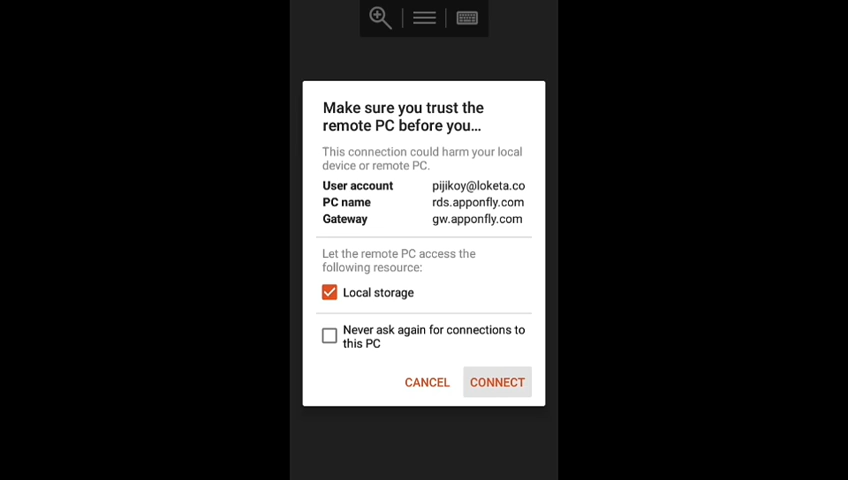 Make sure you trust the
remote PC before you...
This connection could harm your local
device or remote PC.
User account pijikoy@loketa.co
PC name rds.apponfly.com
Gateway gw.apponfly.com
Let the remote PC access the
following resource:
Local storage
Never ask again for connections to
this PC
CANCEL CONNECT